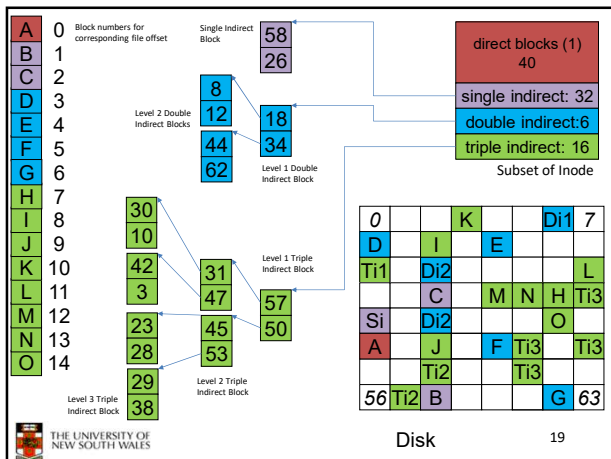 A 0
B 1
C 2
D 3
E 4
F 5
G 6
H 7
I 8
J 9
K 10
L 11
M 12
N 13
O 14
Block numbers for
corresponding file offset
Single Indirect
Block
58
26
direct blocks (1)
40
single indirect: 32
double indirect:6
triple indirect: 16
Subset of Inode
Level 2 Double
Indirect Blocks
8
12
44
62
18
34
Level 1 Double
Indirect Block
30
10
42
3
23
28
29
38
31
47
45
53
57
50
Level 1 Triple
Indirect Block
Level 2 Triple
Indirect Block
Level 3 Triple
Indirect Block
0 K Di1 7
D I E
Ti1 Di2 L
C M N H Ti3
Si Di2 O
A J F Ti3 Ti3
Ti2 Ti3
56 Ti2 B G 63
Disk
THE UNIVERSITY OF
NEW SOUTH WALES
19